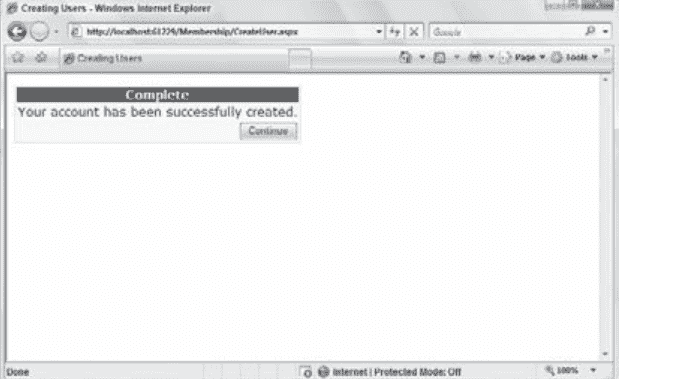 Creating Users - Windows Internet Explorer
http://localhost:61229/Membership/CreateUser.aspx
Google
Creating Users
Page
Tools
Complete
Your account has been successfully created.
Continue
Done
Internet | Protected Mode: Off
100%